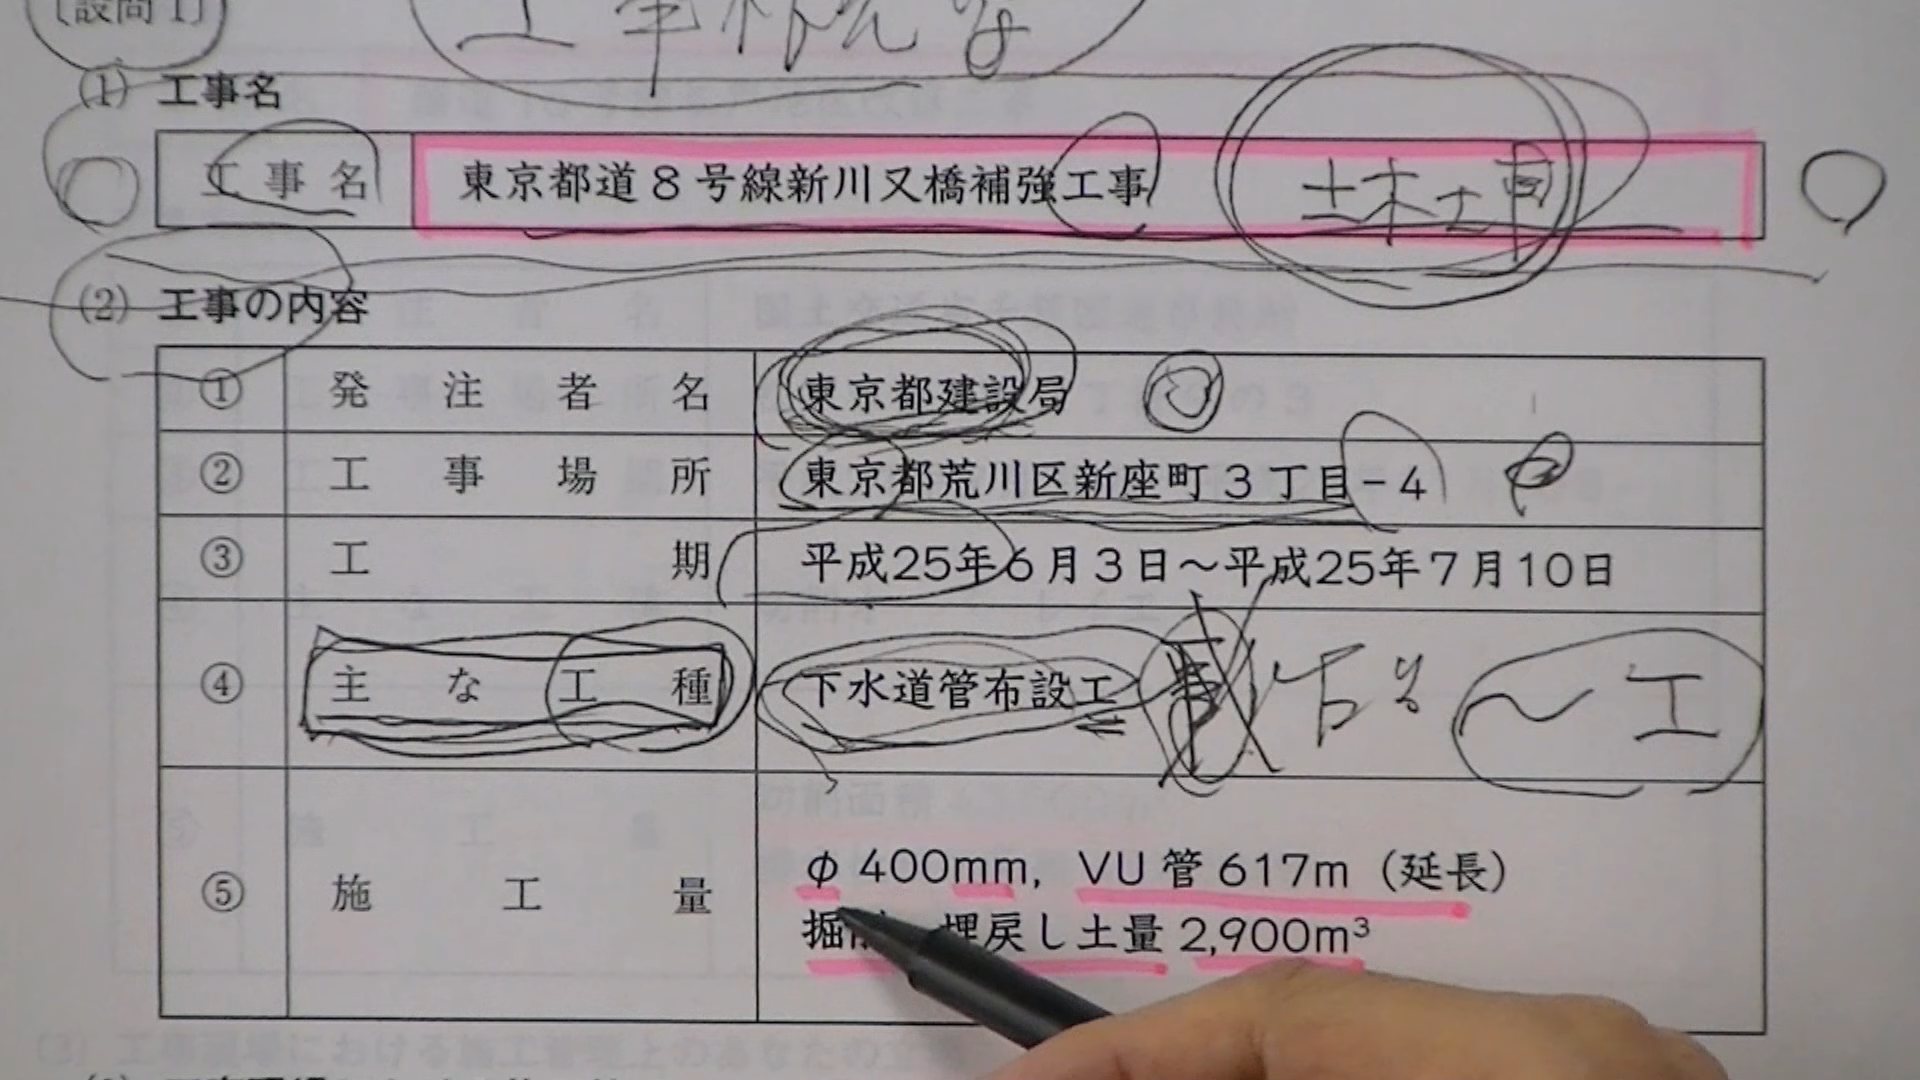 〔設問1〕 工事概要
(1) 工事名
工事名 東京都道8号線新川又橋補強工事 土木工事
(2) 工事の内容
① 発注者名 東京都建設局
② 工事場所 東京都荒川区新座町3丁目-4
③ 工期 平成25年6月3日～平成25年7月10日
④ 主な工種 下水道管布設工 〜工
⑤ 施工量 φ400mm, VU管617m（延長）
埋戻し土量2,900m³